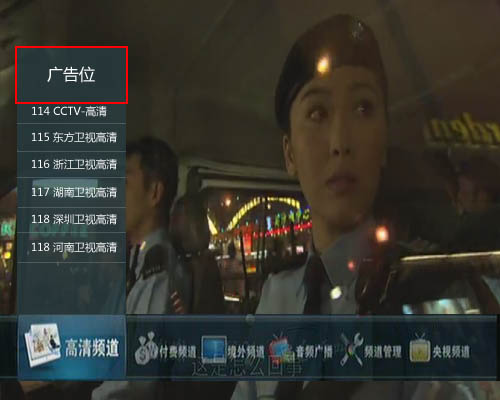 广告位
114 CCTV-高清
115 东方卫视高清
116 浙江卫视高清
117 湖南卫视高清
118 深圳卫视高清
118 河南卫视高清
高清频道
付费频道
境外频道
音频广播
频道管理
央视频道
这是怎么回事